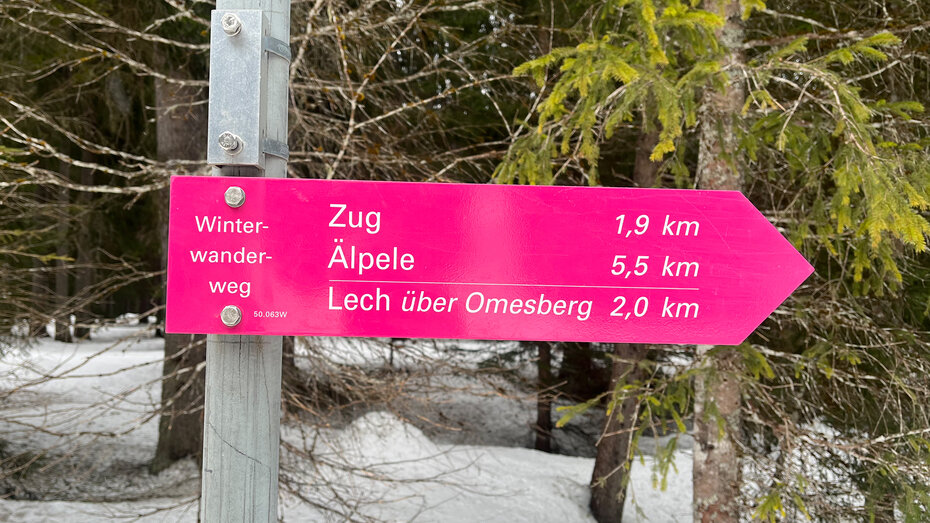 Winter-
wander-
weg
50.063W
Zug 1,9 km
Älpele 5,5 km
Lech über Omesberg 2,0 km